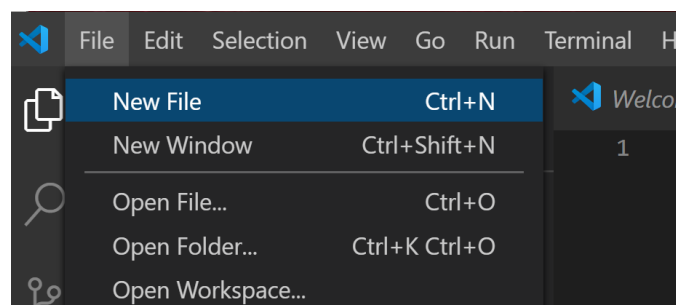 File Edit Selection View Go Run Terminal
New File Ctrl+N
New Window Ctrl+Shift+N
1
Open File... Ctrl+O
Open Folder... Ctrl+K Ctrl+O
Open Workspace...